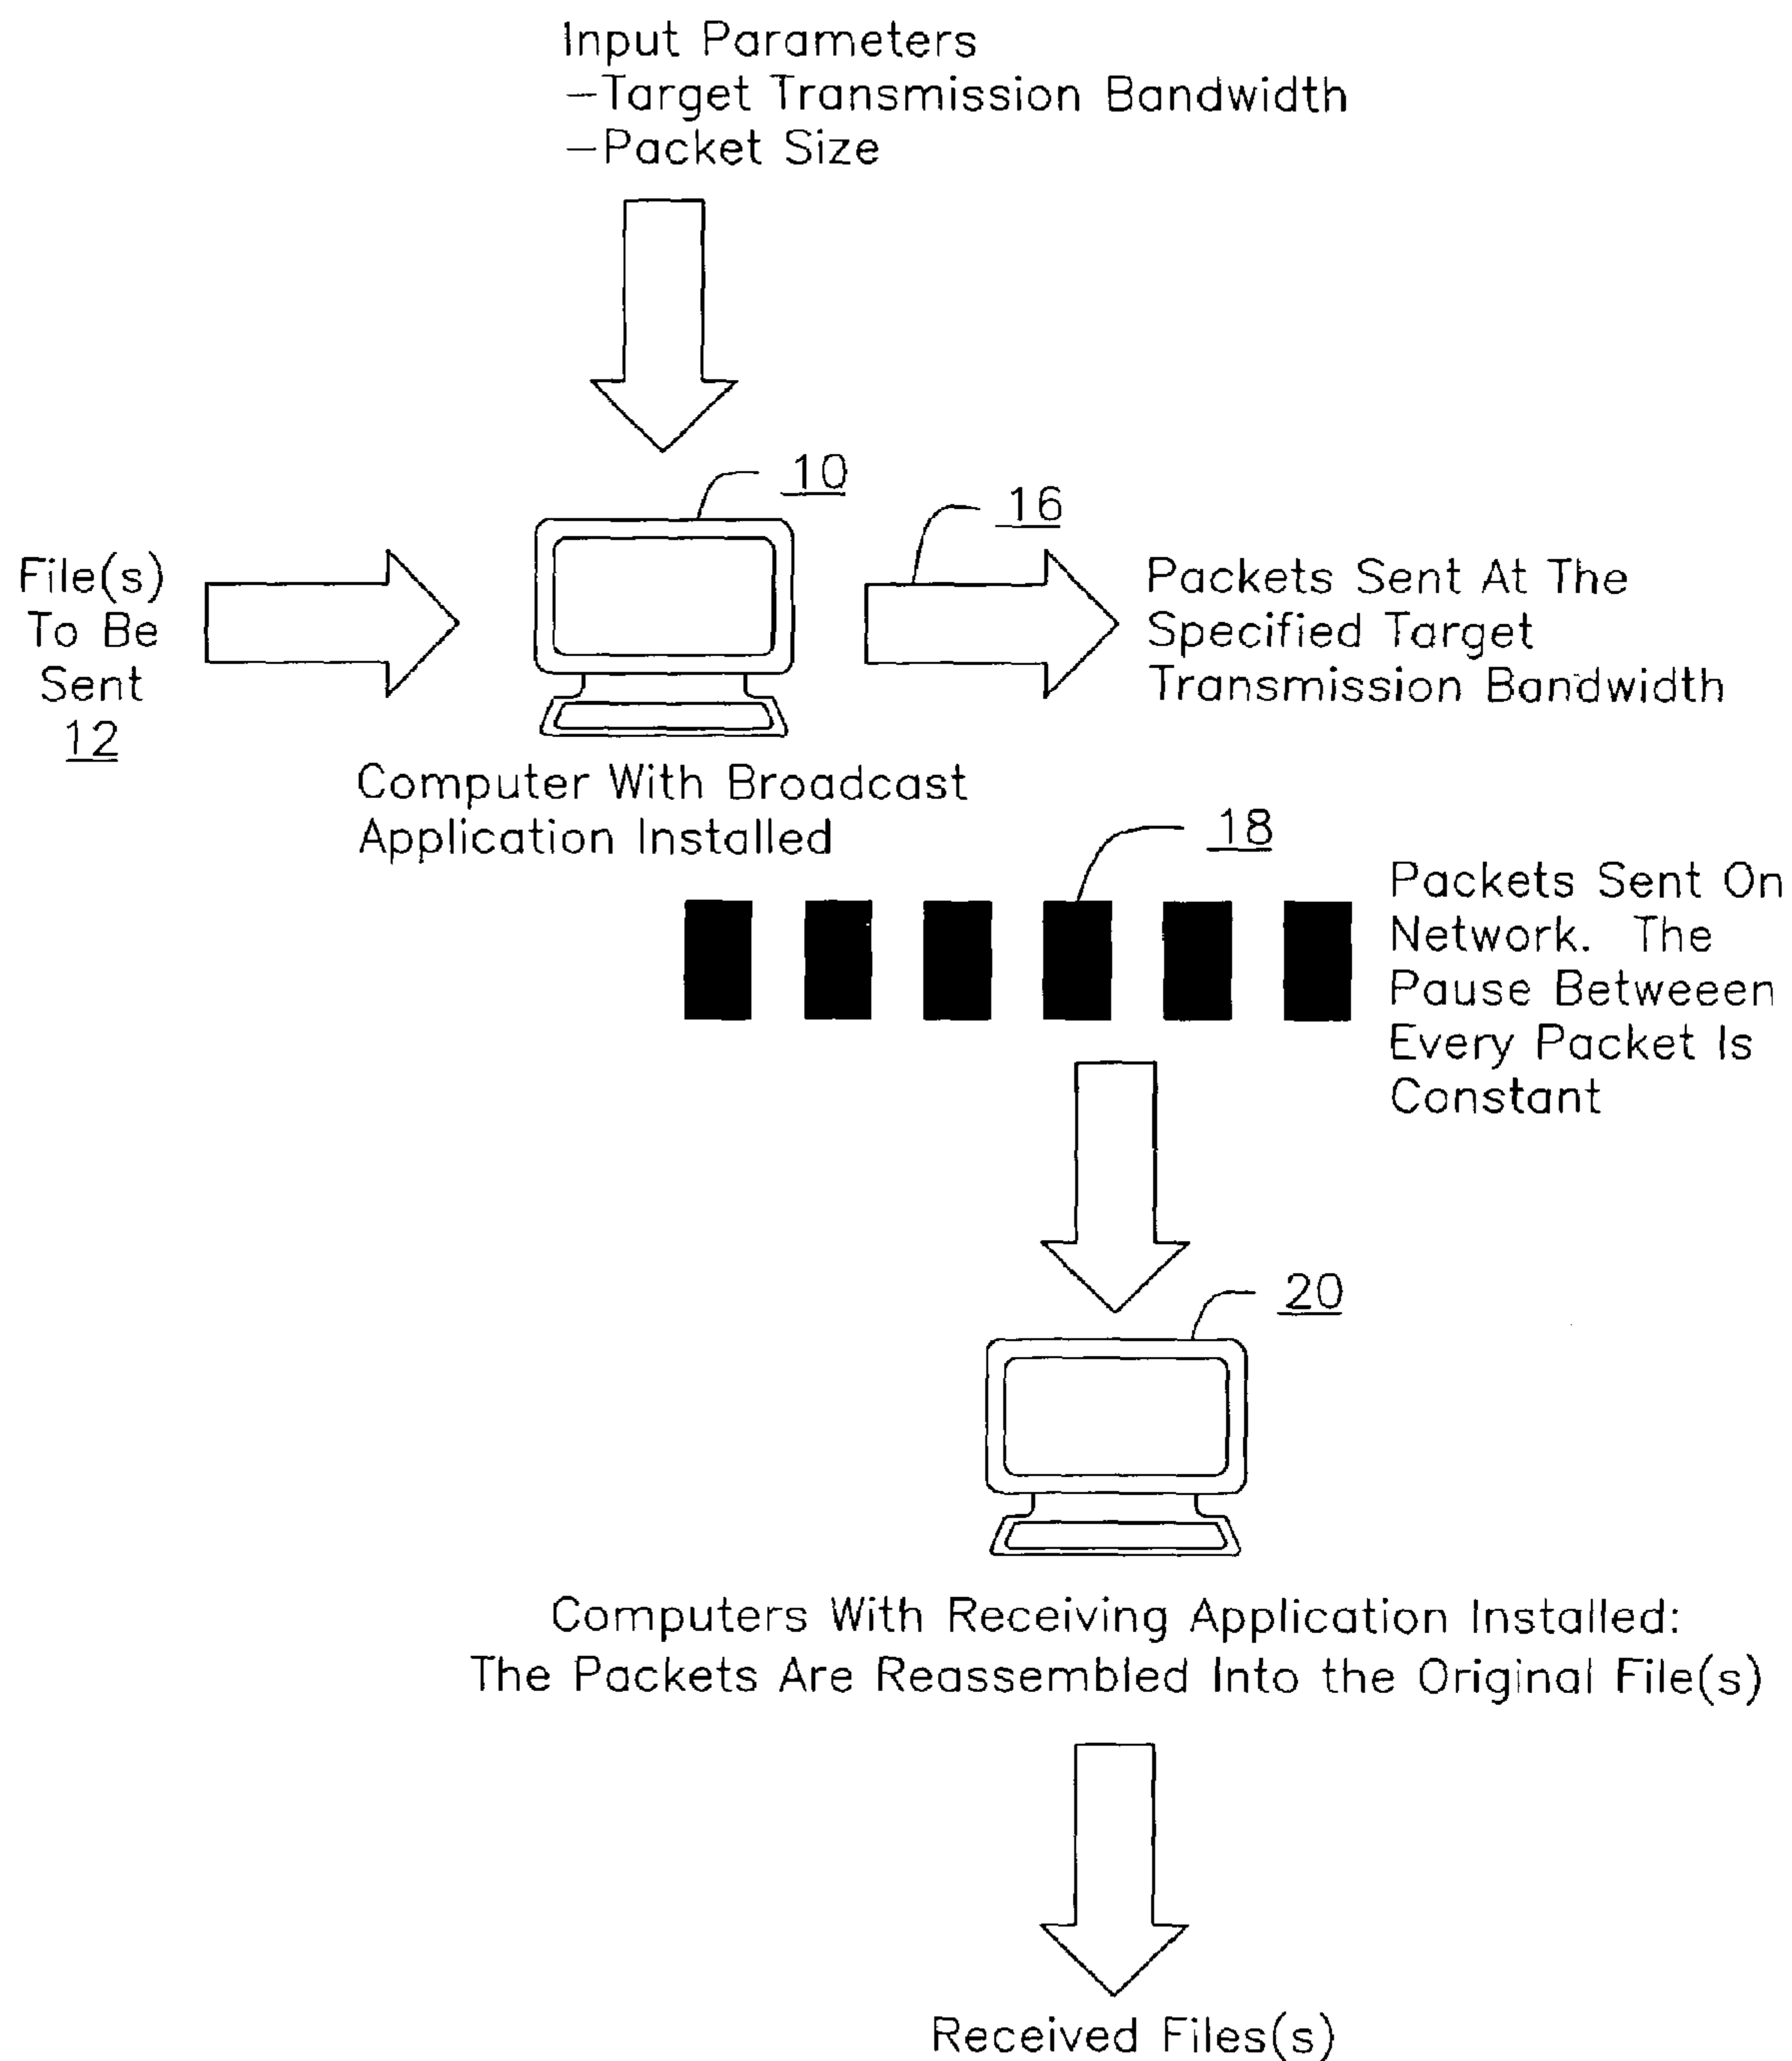 Input Parameters
-Target Transmission Bandwidth
-Packet Size
10
16
File(s)
To Be
Sent
12
Packets Sent At The
Specified Target
Transmission Bandwidth
Computer With Broadcast
Application Installed
18
Packets Sent On
Network. The
Pause Betweeen
Every Packet Is
Constant
20
Computers With Receiving Application Installed:
The Packets Are Reassembled Into the Original File(s)
Received Files(s)